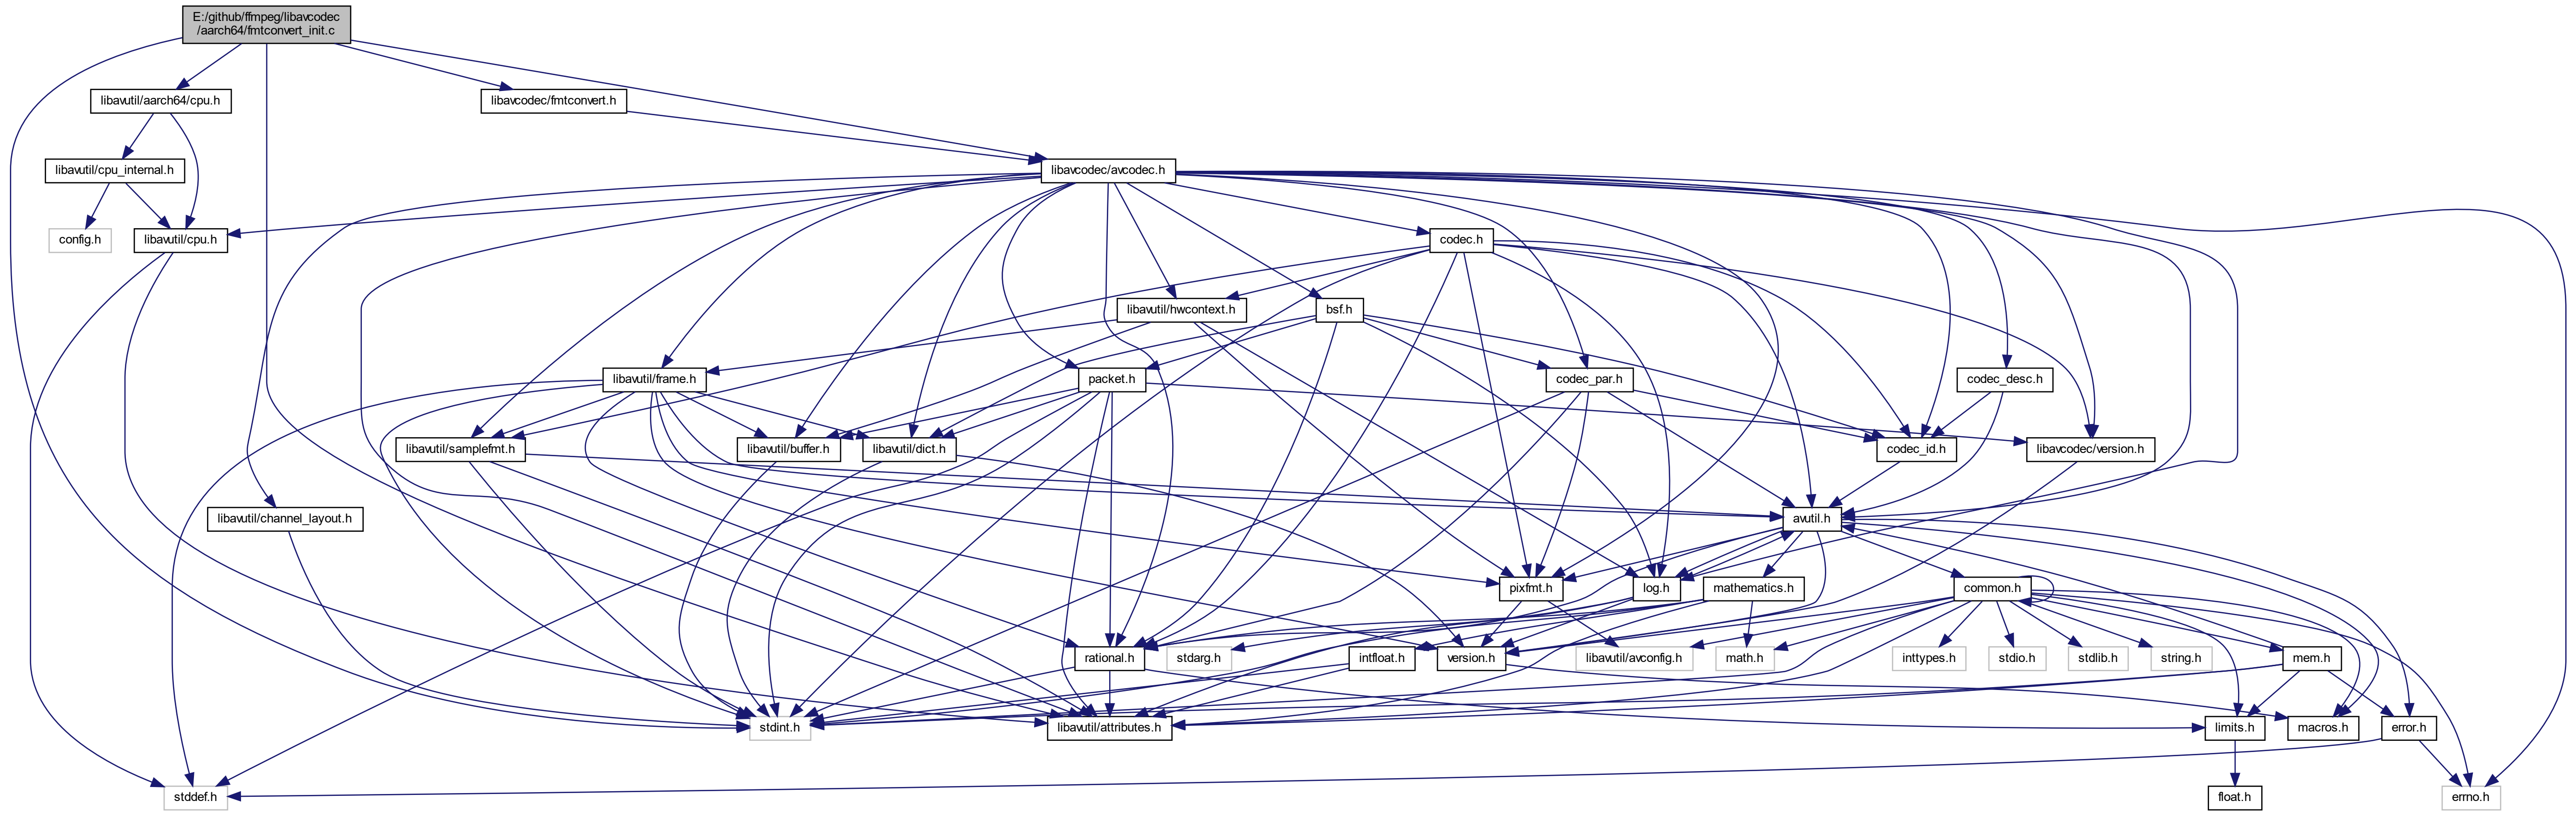 E:/github/ffmpeg/libavcodec
/aarch64/fmtconvert_init.c
libavutil/aarch64/cpu.h
libavcodec/fmtconvert.h
libavutil/cpu_internal.h
libavcodec/avcodec.h
config.h
libavutil/cpu.h
codec.h
libavutil/hwcontext.h
bsf.h
libavutil/frame.h
packet.h
codec_par.h
codec_desc.h
libavutil/samplefmt.h
libavutil/buffer.h
libavutil/dict.h
codec_id.h
libavcodec/version.h
libavutil/channel_layout.h
avutil.h
pixfmt.h
log.h
mathematics.h
common.h
rational.h
stdarg.h
intfloat.h
version.h
libavutil/avconfig.h
math.h
inttypes.h
stdio.h
stdlib.h
string.h
mem.h
stdint.h
libavutil/attributes.h
limits.h
macros.h
error.h
stddef.h
float.h
errno.h